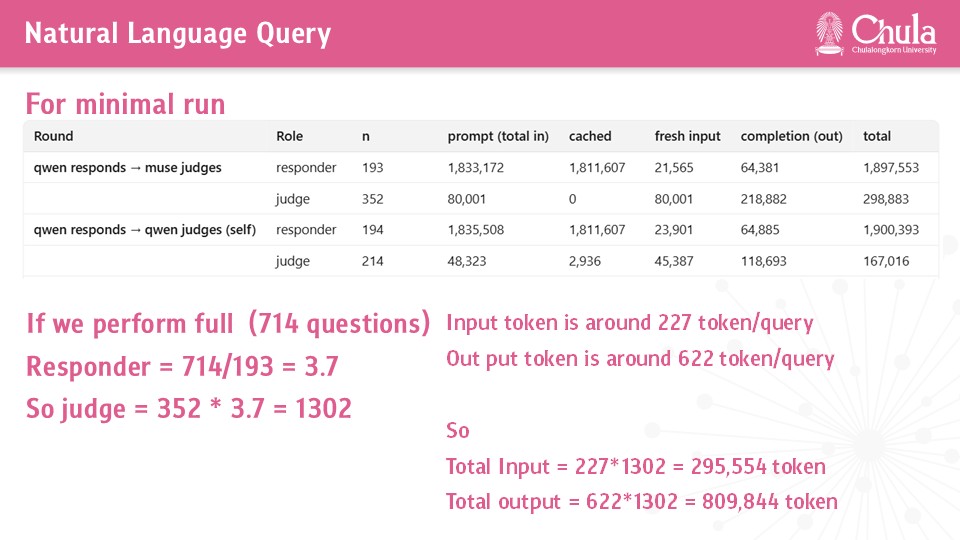 Natural Language Query
Chula
Chulalongkorn University
For minimal run
Round Role n prompt (total in) cached fresh input completion (out) total
qwen responds → muse judges responder 193 1,833,172 1,811,607 21,565 64,381 1,897,553
judge 352 80,001 0 80,001 218,882 298,883
qwen responds → qwen judges (self) responder 194 1,835,508 1,811,607 23,901 64,885 1,900,393
judge 214 48,323 2,936 45,387 118,693 167,016
If we perform full (714 questions)
Responder = 714/193 = 3.7
So judge = 352 * 3.7 = 1302
Input token is around 227 token/query
Out put token is around 622 token/query
So
Total Input = 227*1302 = 295,554 token
Total output = 622*1302 = 809,844 token